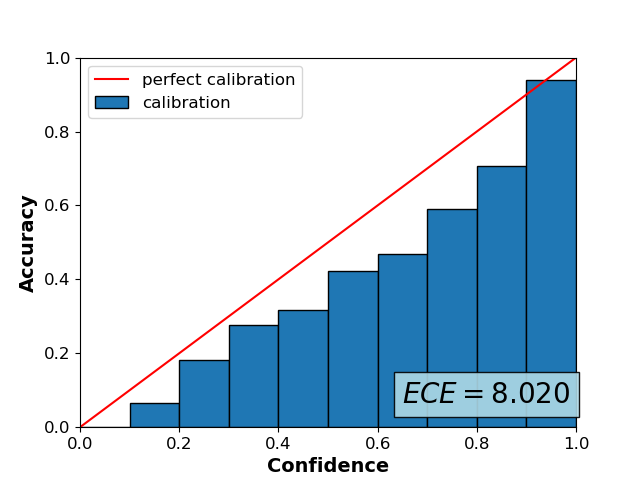 1.0
perfect calibration
calibration
0.8
0.6
Accuracy
0.4
0.2
ECE = 8.020
0.0
0.0 0.2 0.4 0.6 0.8 1.0
Confidence